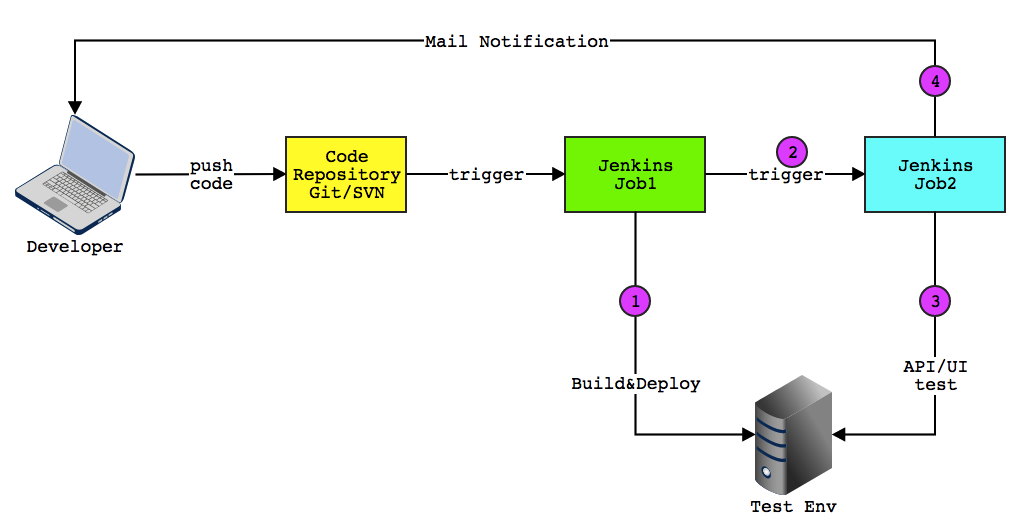 Mail Notification
4
push
code
Developer
Code
Repository
Git/SVN
trigger
Jenkins
Job1
2
trigger
Jenkins
Job2
1
3
Build&Deploy
API/UI
test
Test Env